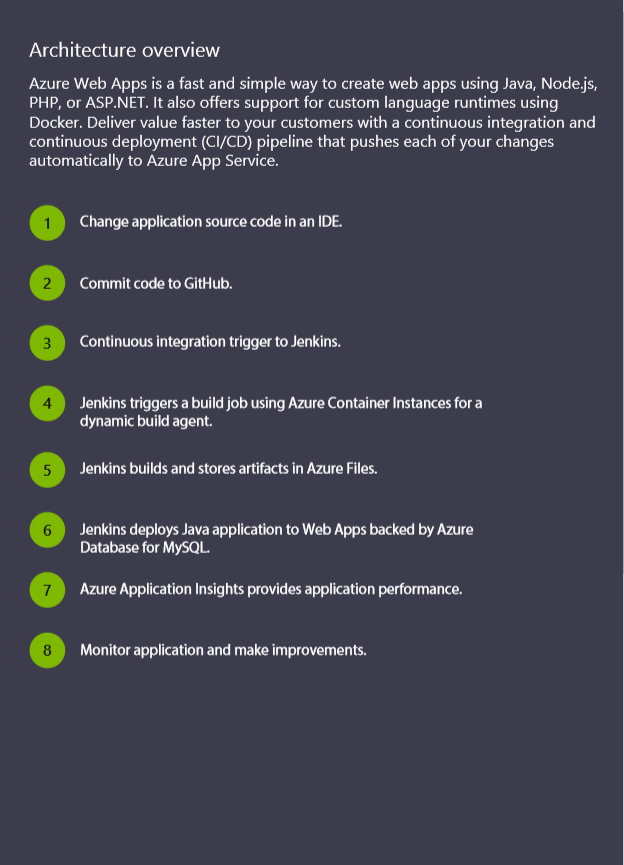 Architecture overview
Azure Web Apps is a fast and simple way to create web apps using Java, Node.js,
PHP, or ASP.NET. It also offers support for custom language runtimes using
Docker. Deliver value faster to your customers with a continuous integration and
continuous deployment (CI/CD) pipeline that pushes each of your changes
automatically to Azure App Service.
1 Change application source code in an IDE.
2 Commit code to GitHub.
3 Continuous integration trigger to Jenkins.
4 Jenkins triggers a build job using Azure Container Instances for a
dynamic build agent.
5 Jenkins builds and stores artifacts in Azure Files.
6 Jenkins deploys Java application to Web Apps backed by Azure
Database for MySQL.
7 Azure Application Insights provides application performance.
8 Monitor application and make improvements.